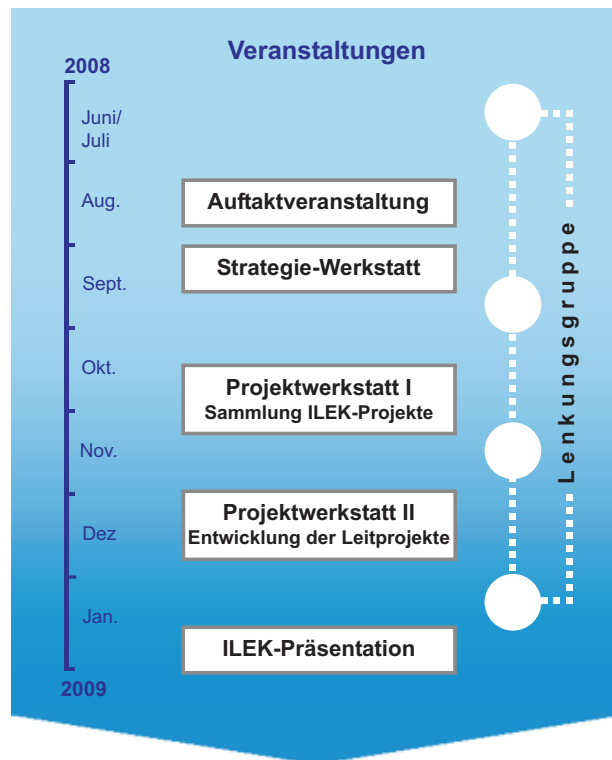 Veranstaltungen
2008
Juni/
Juli
Aug.
Auftaktveranstaltung
Strategie-Werkstatt
Sept.
Okt.
Projektwerkstatt I
Sammlung ILEK-Projekte
Nov.
Projektwerkstatt II
Entwicklung der Leitprojekte
Dez
Jan.
ILEK-Präsentation
2009
Lenkungsgruppe